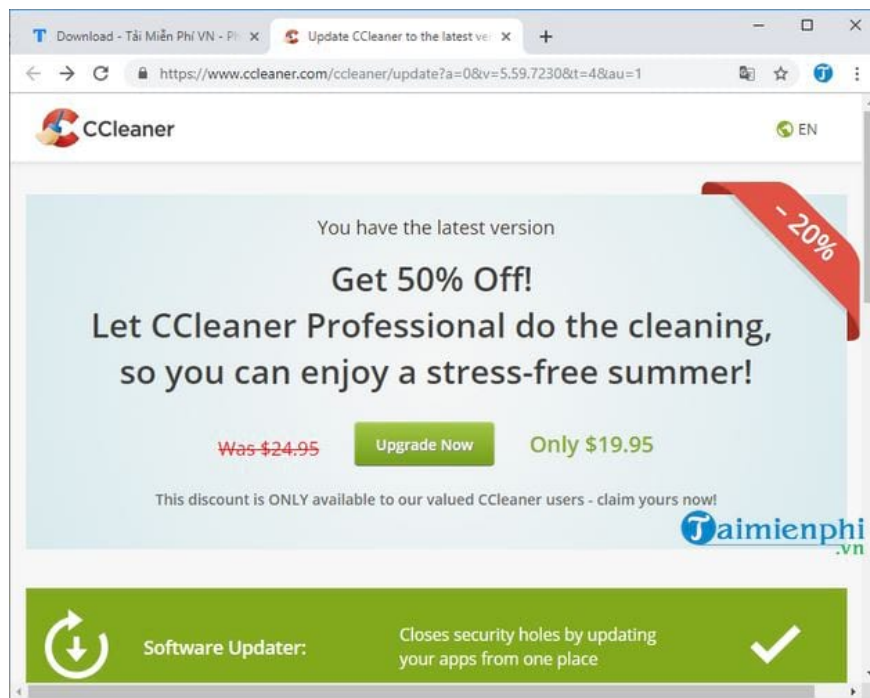 Download - Tải Miễn Phí VN - Ph
Update CCleaner to the latest ver
https://www.ccleaner.com/ccleaner/update?a=0&v=5.59.7230&t=4&au=1
CCleaner
EN
- 20%
You have the latest version
Get 50% Off!
Let CCleaner Professional do the cleaning,
so you can enjoy a stress-free summer!
Was $24.95
Upgrade Now
Only $19.95
This discount is ONLY available to our valued CCleaner users - claim yours now!
Taimienphi
.vn
Software Updater:
Closes security holes by updating
your apps from one place